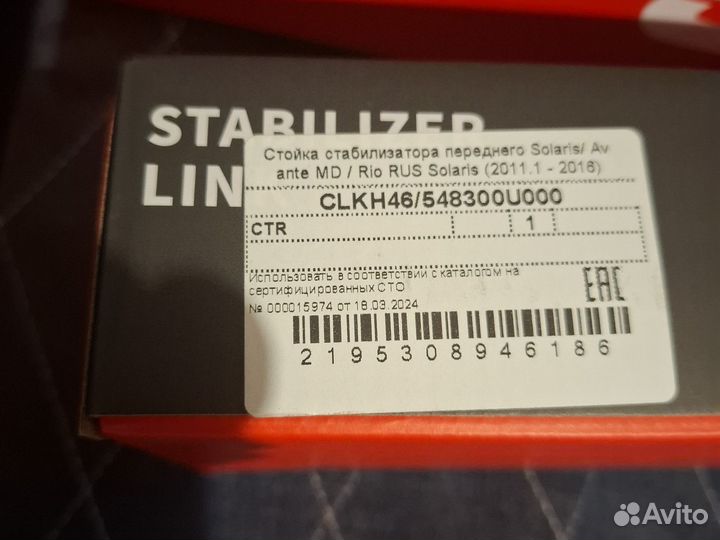 STABILIZER
LIN
Стойка стабилизатора переднего Solaris/ Av
ante MD / Rio RUS Solaris (2011.1 - 2016)
CLKH46/548300U000
CTR 1
Использовать в соответствии с каталогом на
сертифицированных СТО
№ 000015974 от 18.03.2024
EAC
2195308946186
Avito